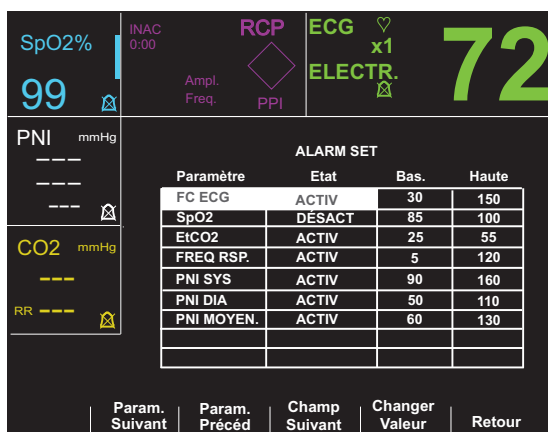 SpO2%
99
INAC
0:00
RCP
Ampl.
Freq.
PPI
ECG
x1
ELECTR.
72
PNI mmHg
---
---
---
CO2 mmHg
---
RR ---
ALARM SET
Paramètre Etat Bas. Haute
FC ECG ACTIV 30 150
SpO2 DÉSACT 85 100
EtCO2 ACTIV 25 55
FREQ RSP. ACTIV 5 120
PNI SYS ACTIV 90 160
PNI DIA ACTIV 50 110
PNI MOYEN. ACTIV 60 130
Param. Suivant
Param. Précéd
Champ Suivant
Changer Valeur
Retour